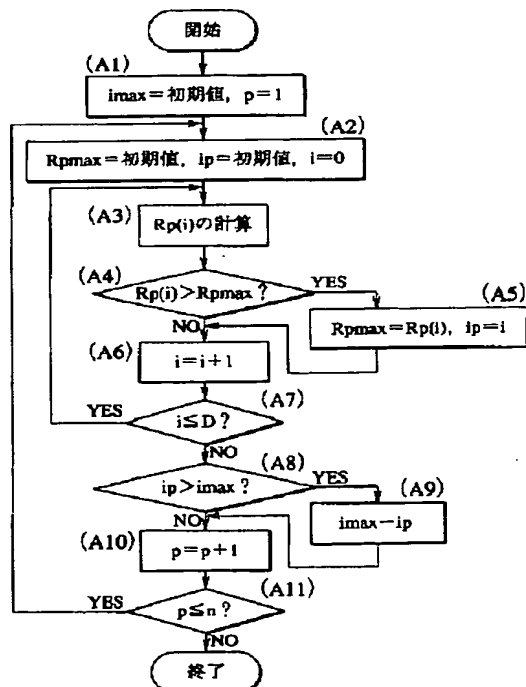 開始
(A1)
imax=初期値, p=1
(A2)
Rpmax=初期値, ip=初期値, i=0
(A3)
Rp(i)の計算
(A4)
Rp(i)>Rpmax?
YES
NO
(A5)
Rpmax=Rp(i), ip=i
(A6)
i=i+1
(A7)
i≦D?
YES
NO
(A8)
ip>imax?
YES
NO
(A9)
imax−ip
(A10)
p=p+1
(A11)
p≦n?
YES
NO
終了